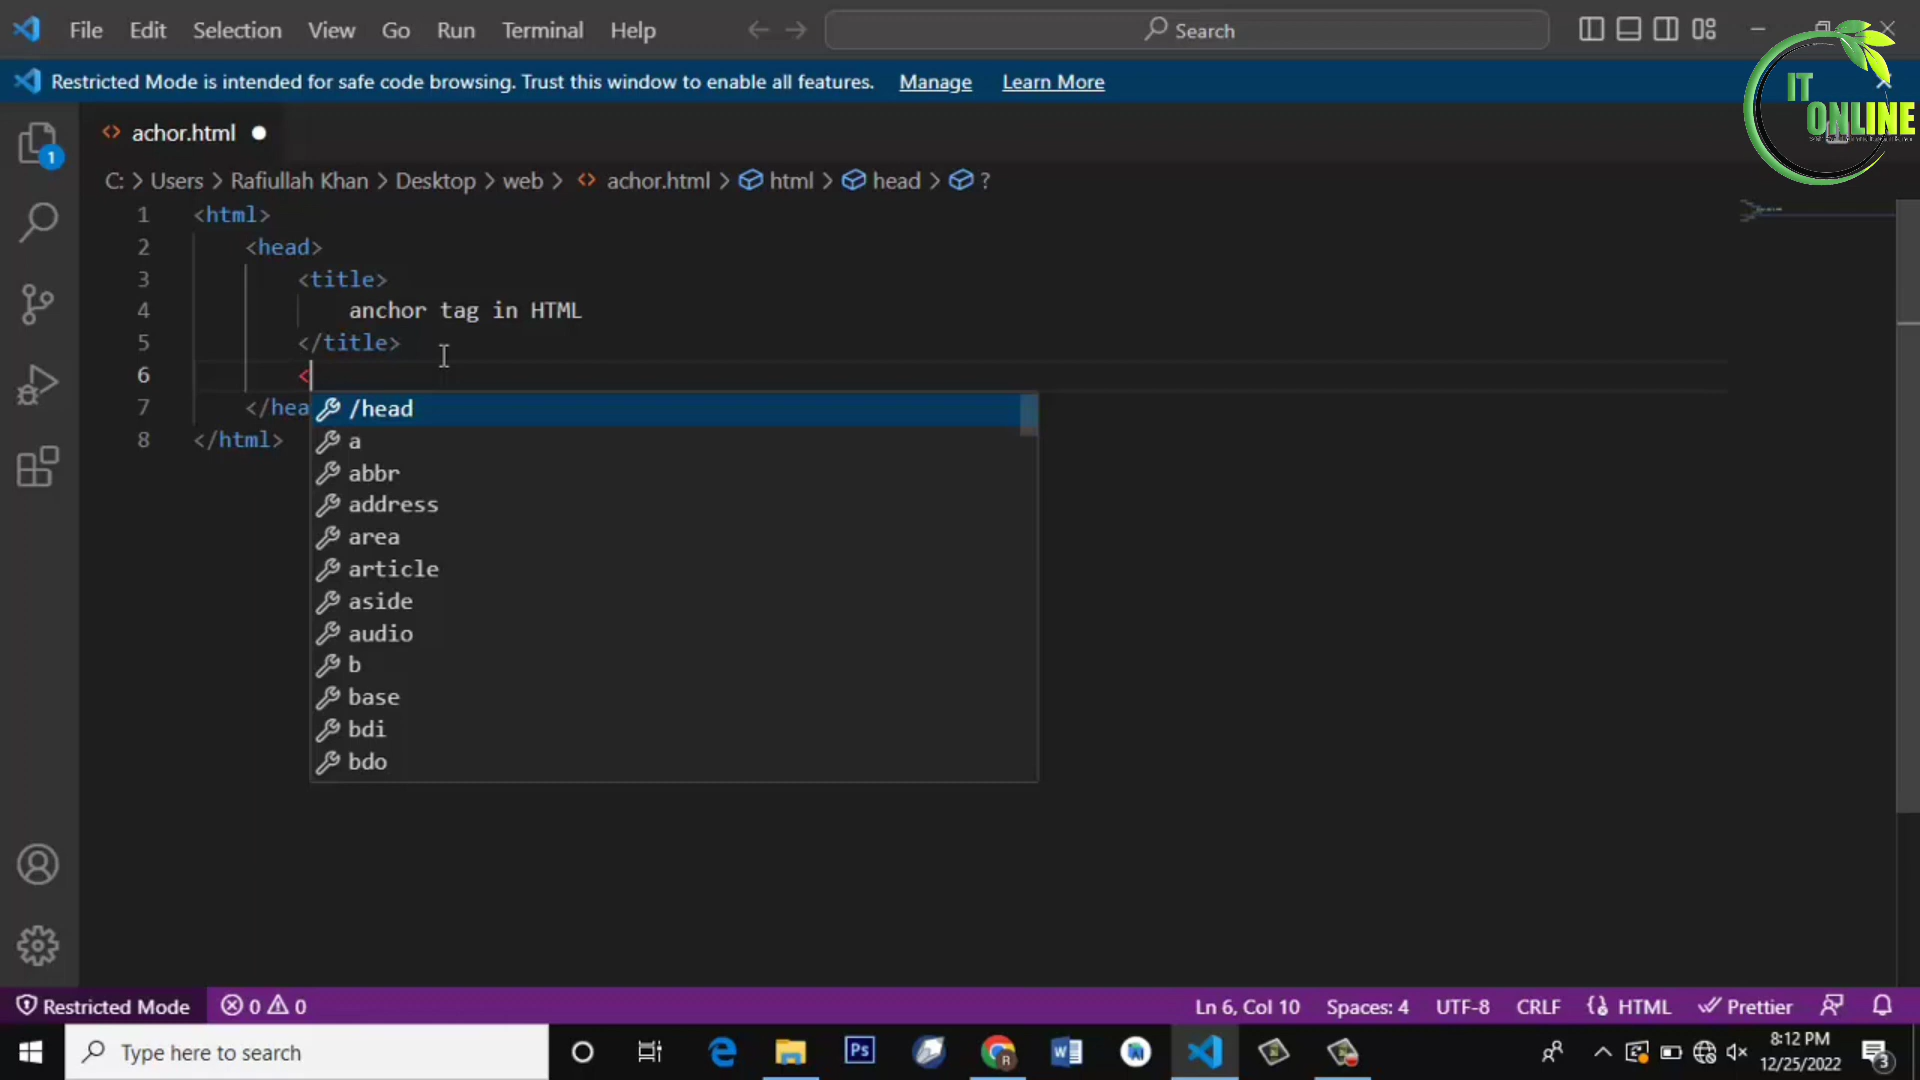 File Edit Selection View Go Run Terminal Help
Search
Restricted Mode is intended for safe code browsing. Trust this window to enable all features. Manage Learn More
IT
ONLINE
achor.html
1
C: > Users > Rafiullah Khan > Desktop > web > achor.html > html > head > ?
1 <html>
2 <head>
3 <title>
4 anchor tag in HTML
5 </title>
6 <
7 </hea
8 </html>
/head
a
abbr
address
area
article
aside
audio
b
base
bdi
bdo
Restricted Mode 0 0 Ln 6, Col 10 Spaces: 4 UTF-8 CRLF HTML Prettier
Type here to search
Ps
R
8:12 PM
12/25/2022
3